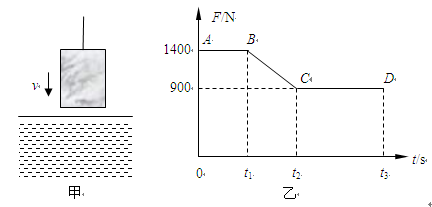 F/N
A B
1400
v
C D
900
0 t₁ t₂ t₃ t/s
甲 乙